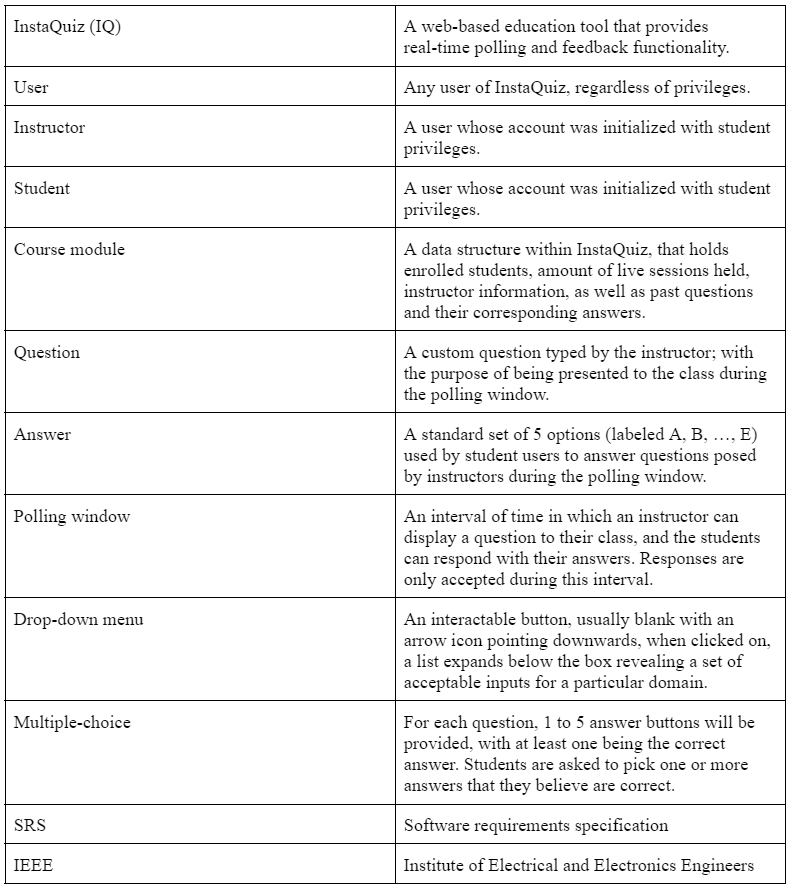 InstaQuiz (IQ)
A web-based education tool that provides
real-time polling and feedback functionality.
User
Any user of InstaQuiz, regardless of privileges.
Instructor
A user whose account was initialized with student
privileges.
Student
A user whose account was initialized with student
privileges.
Course module
A data structure within InstaQuiz, that holds
enrolled students, amount of live sessions held,
instructor information, as well as past questions
and their corresponding answers.
Question
A custom question typed by the instructor; with
the purpose of being presented to the class during
the polling window.
Answer
A standard set of 5 options (labeled A, B, …, E)
used by student users to answer questions posed
by instructors during the polling window.
Polling window
An interval of time in which an instructor can
display a question to their class, and the students
can respond with their answers. Responses are
only accepted during this interval.
Drop-down menu
An interactable button, usually blank with an
arrow icon pointing downwards, when clicked on,
a list expands below the box revealing a set of
acceptable inputs for a particular domain.
Multiple-choice
For each question, 1 to 5 answer buttons will be
provided, with at least one being the correct
answer. Students are asked to pick one or more
answers that they believe are correct.
SRS
Software requirements specification
IEEE
Institute of Electrical and Electronics Engineers